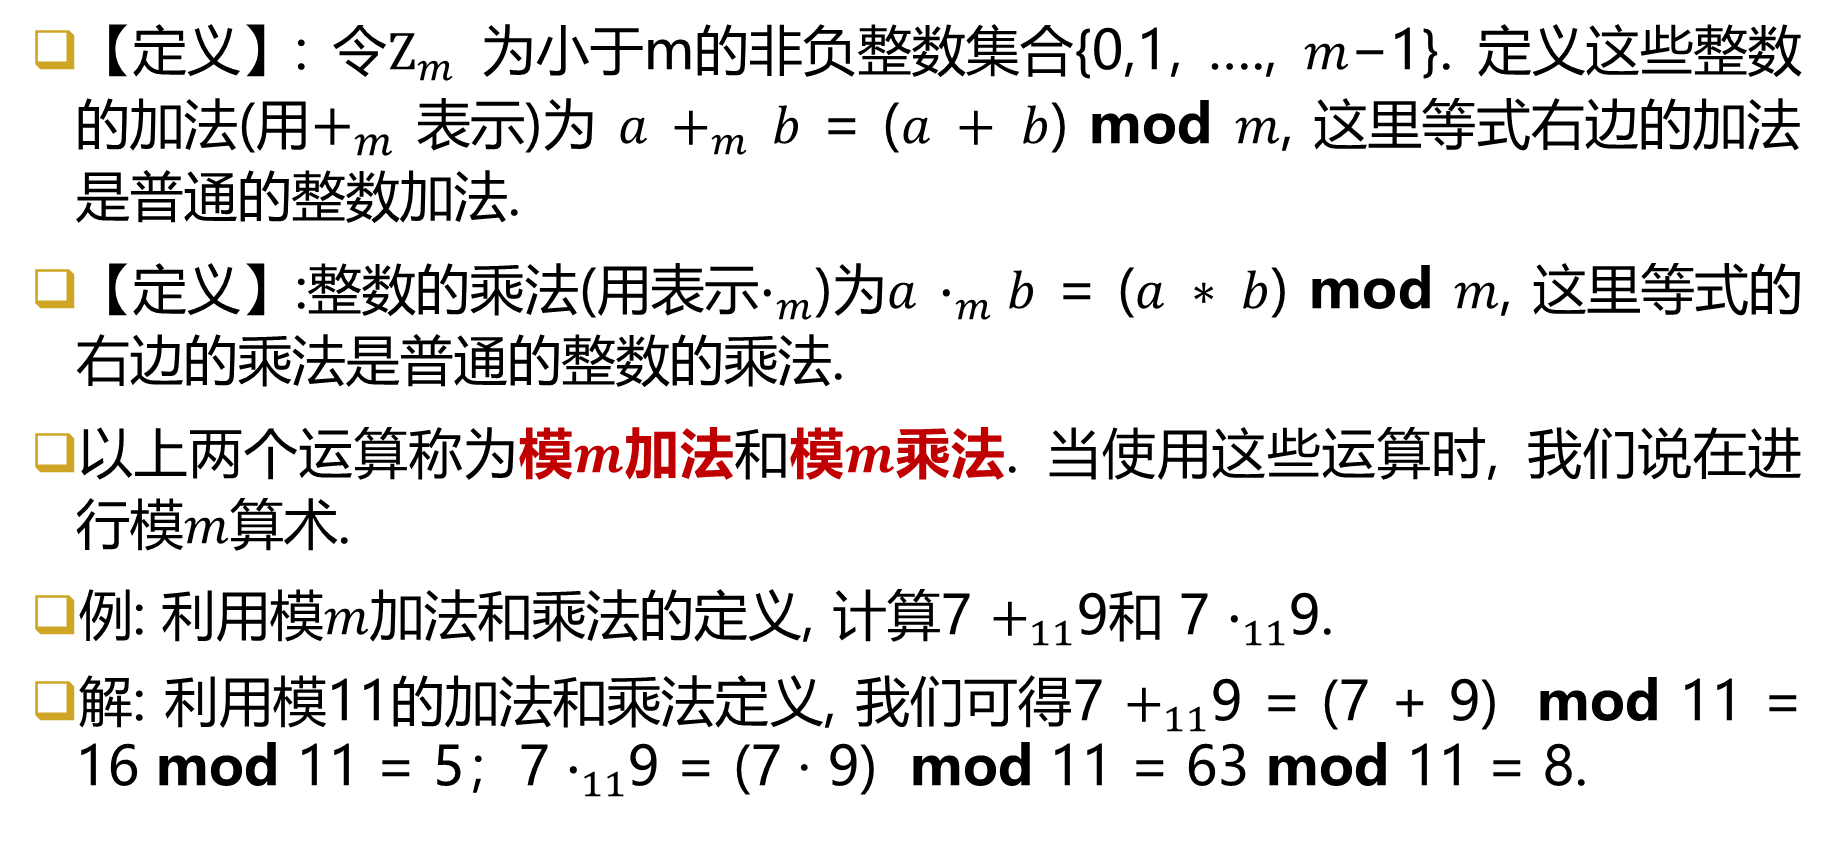 ❑【定义】: 令Zₘ 为小于m的非负整数集合{0,1, …., m−1}. 定义这些整数
的加法(用+ₘ 表示)为 a +ₘ b = (a + b) mod m, 这里等式右边的加法
是普通的整数加法.
❑【定义】:整数的乘法(用表示·ₘ)为a ·ₘ b = (a ∗ b) mod m, 这里等式的
右边的乘法是普通的整数的乘法.
❑以上两个运算称为模m加法和模m乘法. 当使用这些运算时, 我们说在进
行模m算术.
❑例: 利用模m加法和乘法的定义, 计算7 +₁₁9和 7 ·₁₁9.
❑解: 利用模11的加法和乘法定义, 我们可得7 +₁₁9 = (7 + 9) mod 11 =
16 mod 11 = 5; 7 ·₁₁9 = (7 · 9) mod 11 = 63 mod 11 = 8.